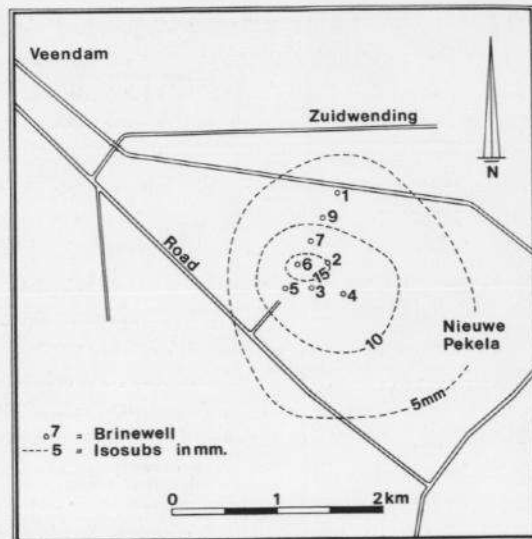 Veendam
Zuidwending
N
1
9
7
2
6
15
5
3
4
Road
10
Nieuwe
Pekela
5mm
7 = Brinewell
5 = Isosubs in mm.
0 1 2 km